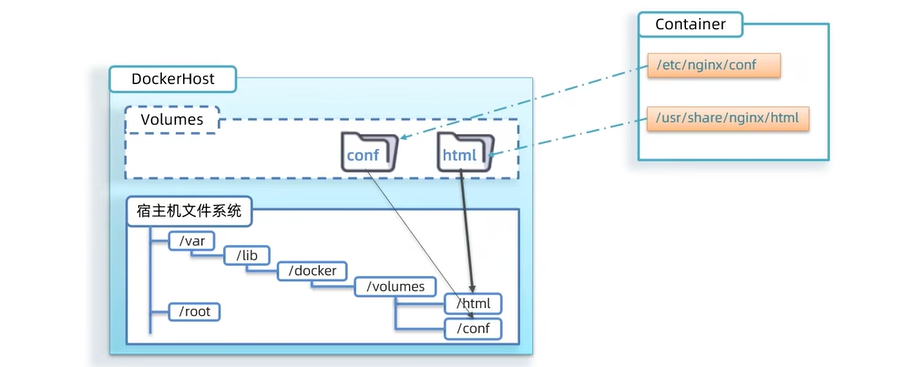 Container
/etc/nginx/conf
/usr/share/nginx/html
DockerHost
Volumes
conf
html
宿主机文件系统
/var
/lib
/docker
/volumes
/html
/root
/conf